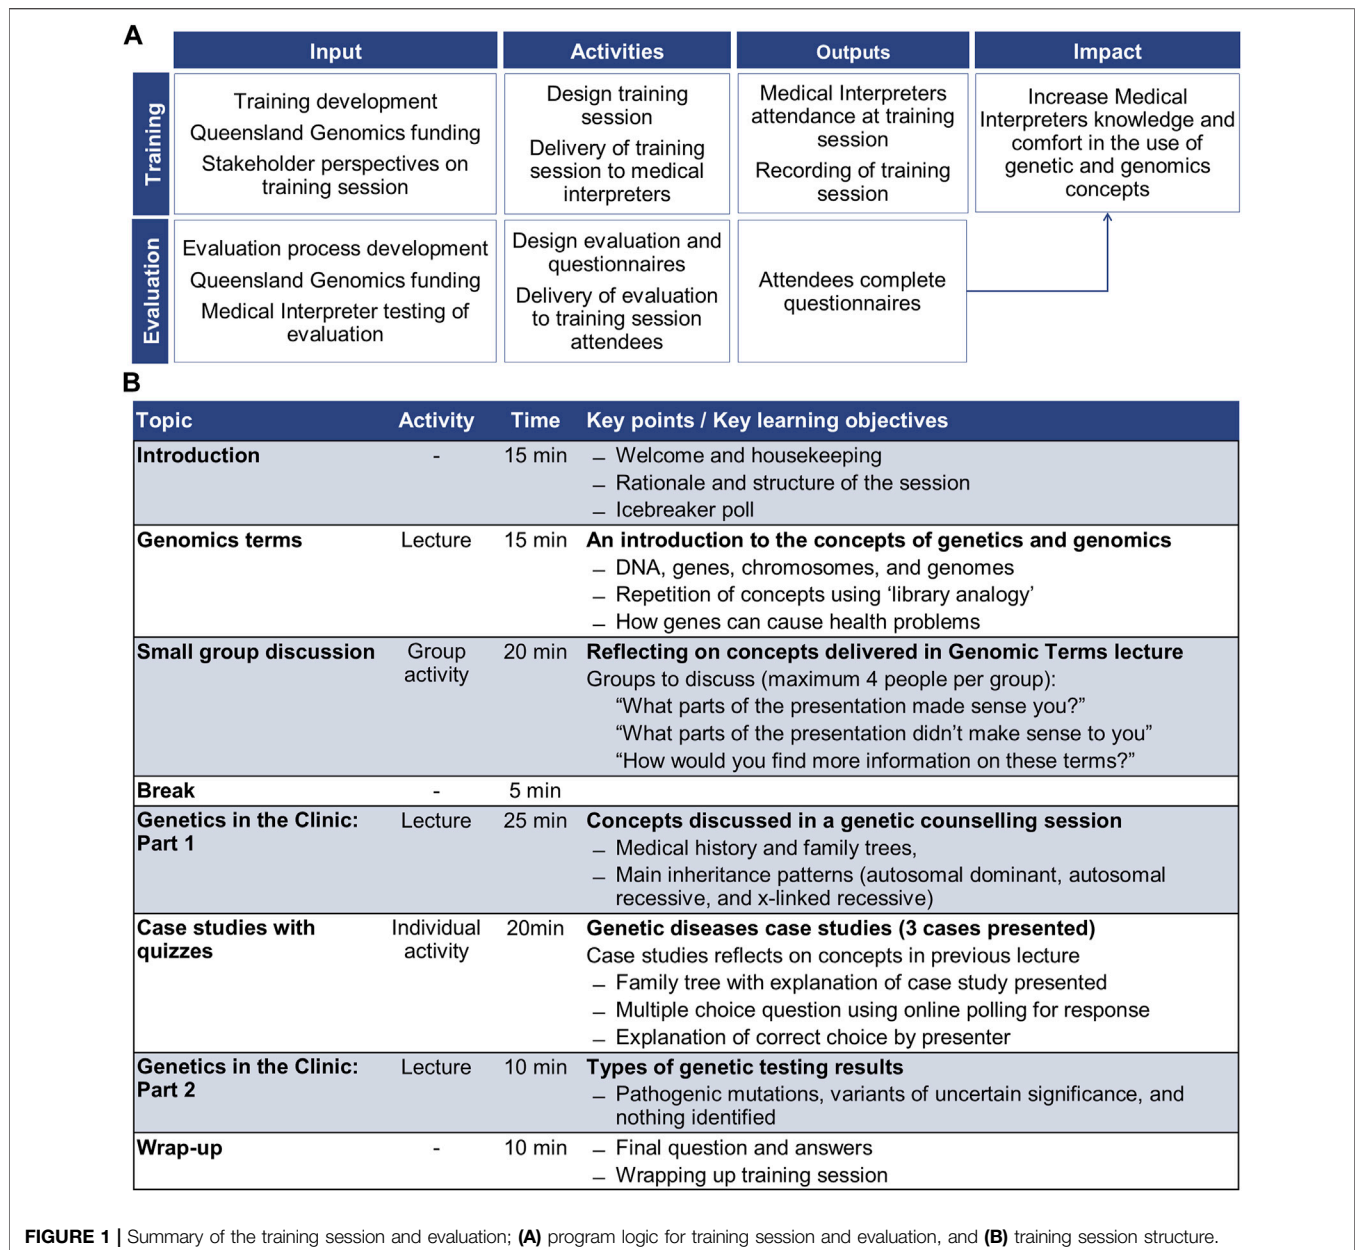 A
Input
Activities
Outputs
Impact
Training
Training development
Queensland Genomics funding
Stakeholder perspectives on
training session
Design training
session
Delivery of training
session to medical
interpreters
Medical Interpreters
attendance at training
session
Recording of training
session
Increase Medical
Interpreters knowledge and
comfort in the use of
genetic and genomics
concepts
Evaluation
Evaluation process development
Queensland Genomics funding
Medical Interpreter testing of
evaluation
Design evaluation and
questionnaires
Delivery of evaluation
to training session
attendees
Attendees complete
questionnaires
B
Topic Activity Time Key points / Key learning objectives
Introduction - 15 min – Welcome and housekeeping
– Rationale and structure of the session
– Icebreaker poll
Genomics terms Lecture 15 min An introduction to the concepts of genetics and genomics
– DNA, genes, chromosomes, and genomes
– Repetition of concepts using ‘library analogy’
– How genes can cause health problems
Small group discussion Group 20 min Reflecting on concepts delivered in Genomic Terms lecture
activity Groups to discuss (maximum 4 people per group):
“What parts of the presentation made sense you?”
“What parts of the presentation didn’t make sense to you”
“How would you find more information on these terms?”
Break - 5 min
Genetics in the Clinic: Lecture 25 min Concepts discussed in a genetic counselling session
Part 1 – Medical history and family trees,
– Main inheritance patterns (autosomal dominant, autosomal
recessive, and x-linked recessive)
Case studies with Individual 20min Genetic diseases case studies (3 cases presented)
quizzes activity Case studies reflects on concepts in previous lecture
– Family tree with explanation of case study presented
– Multiple choice question using online polling for response
– Explanation of correct choice by presenter
Genetics in the Clinic: Lecture 10 min Types of genetic testing results
Part 2 – Pathogenic mutations, variants of uncertain significance, and
nothing identified
Wrap-up - 10 min – Final question and answers
– Wrapping up training session
FIGURE 1 | Summary of the training session and evaluation; (A) program logic for training session and evaluation, and (B) training session structure.